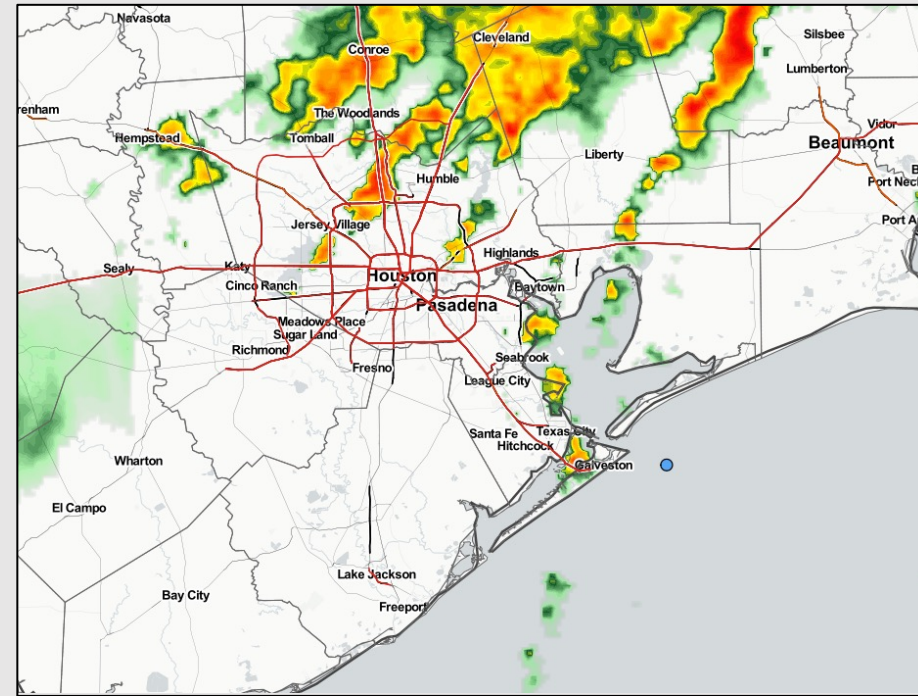 Navasota
Silsbee
Cleveland
Conroe
Lumberton
renham
The Woodlands
Vidor
Hempstead
Tomball
Beaumont
Liberty
B
Humble
Port Nec
Port A
Jersey Village
Highlands
Sealy
Katy
Houston
Cinco Ranch
Baytown
Pasadena
Meadows Place
Sugar Land
Richmond
Seabrook
Fresno
League City
Santa Fe
Texas City
Hitchcock
Wharton
Galveston
El Campo
Lake Jackson
Bay City
Freeport